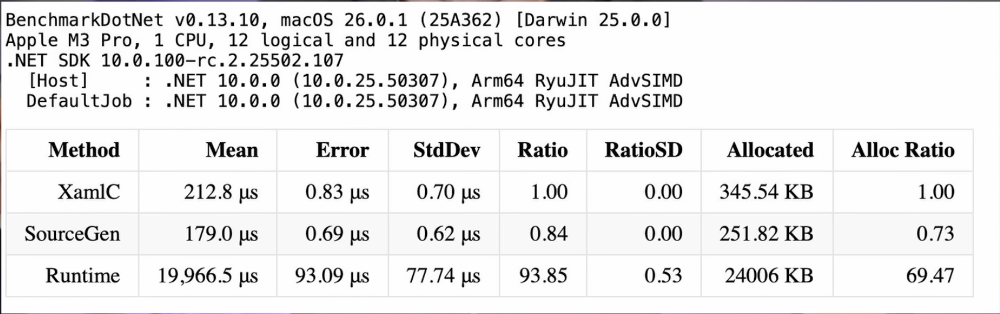 BenchmarkDotNet v0.13.10, macOS 26.0.1 (25A362) [Darwin 25.0.0]
Apple M3 Pro, 1 CPU, 12 logical and 12 physical cores
.NET SDK 10.0.100-rc.2.25502.107
[Host] : .NET 10.0.0 (10.0.25.50307), Arm64 RyuJIT AdvSIMD
DefaultJob : .NET 10.0.0 (10.0.25.50307), Arm64 RyuJIT AdvSIMD
Method Mean Error StdDev Ratio RatioSD Allocated Alloc Ratio
XamlC 212.8 μs 0.83 μs 0.70 μs 1.00 0.00 345.54 KB 1.00
SourceGen 179.0 μs 0.69 μs 0.62 μs 0.84 0.00 251.82 KB 0.73
Runtime 19,966.5 μs 93.09 μs 77.74 μs 93.85 0.53 24006 KB 69.47